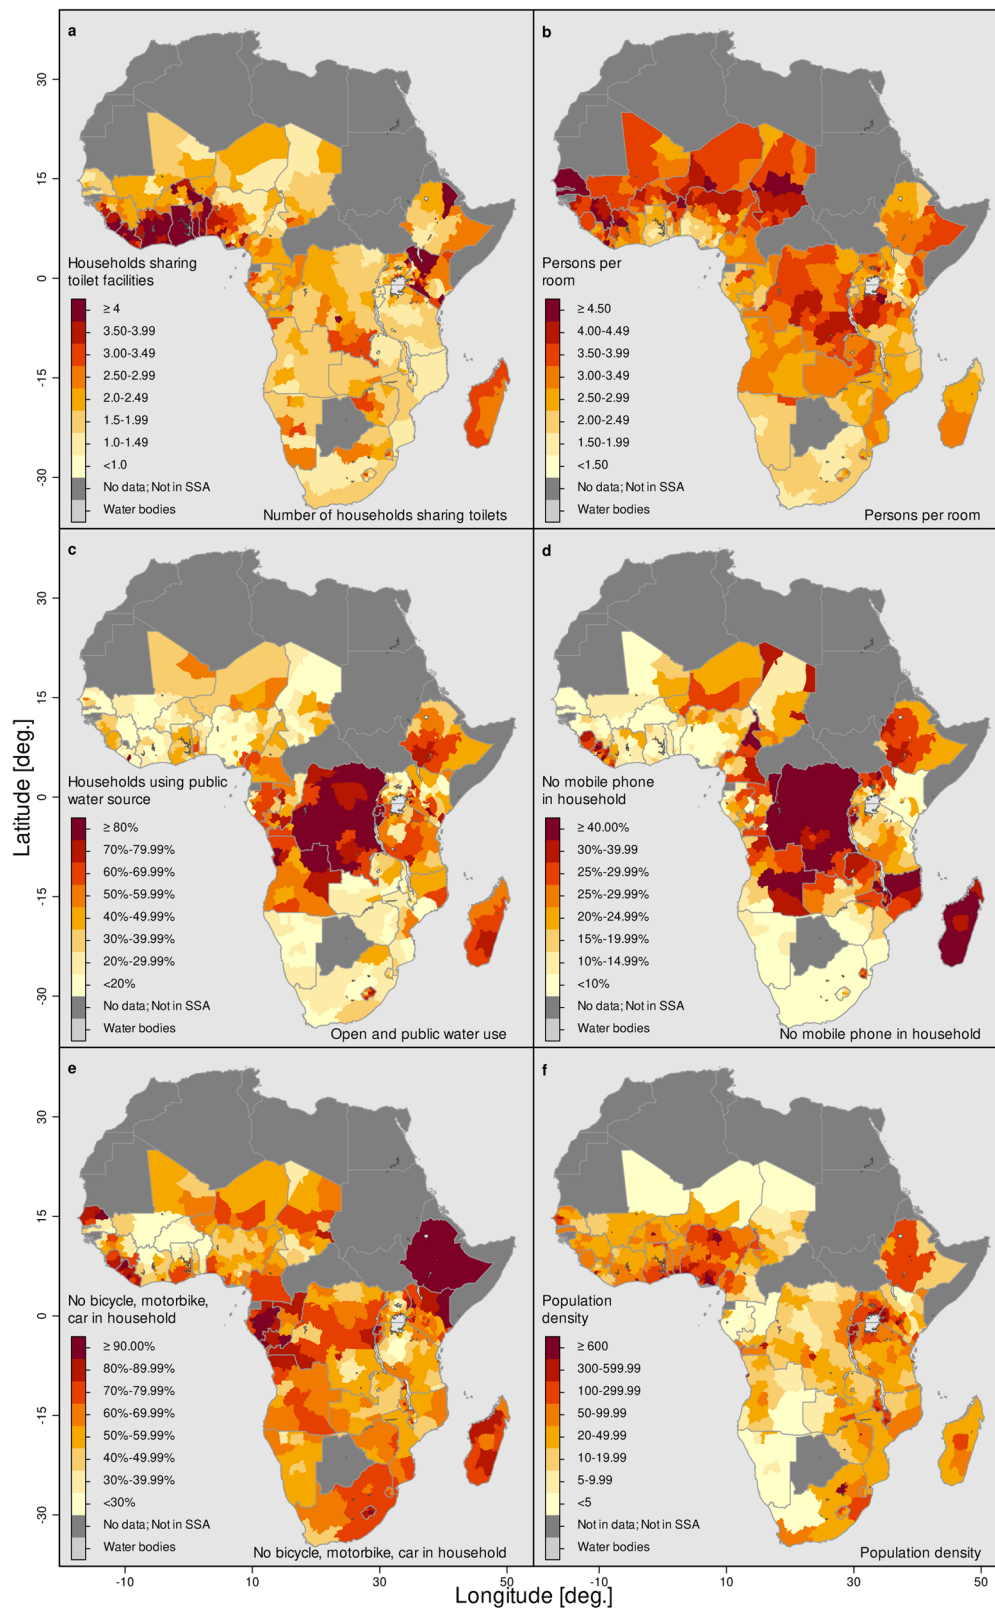 a
30
15
0
-15
-30
Households sharing
toilet facilities
≥ 4
3.50-3.99
3.00-3.49
2.50-2.99
2.0-2.49
1.5-1.99
1.0-1.49
<1.0
No data; Not in SSA
Water bodies
Number of households sharing toilets
b
Persons per
room
≥ 4.50
4.00-4.49
3.50-3.99
3.00-3.49
2.50-2.99
2.00-2.49
1.50-1.99
<1.50
No data; Not in SSA
Water bodies
Persons per room
Latitude [deg.]
c
30
15
0
-15
-30
Households using public
water source
≥ 80%
70%-79.99%
60%-69.99%
50%-59.99%
40%-49.99%
30%-39.99%
20%-29.99%
<20%
No data; Not in SSA
Water bodies
Open and public water use
d
No mobile phone
in household
≥ 40.00%
30%-39.99
25%-29.99%
25%-29.99%
20%-24.99%
15%-19.99%
10%-14.99%
<10%
No data; Not in SSA
Water bodies
No mobile phone in household
e
30
15
0
-15
-30
No bicycle, motorbike,
car in household
≥ 90.00%
80%-89.99%
70%-79.99%
60%-69.99%
50%-59.99%
40%-49.99%
30%-39.99%
<30%
No data; Not in SSA
Water bodies
No bicycle, motorbike, car in household
f
Population
density
≥ 600
300-599.99
100-299.99
50-99.99
20-49.99
10-19.99
5-9.99
<5
Not in data; Not in SSA
Water bodies
Population density
-10 10 30 50
-10 10 30 50
Longitude [deg.]